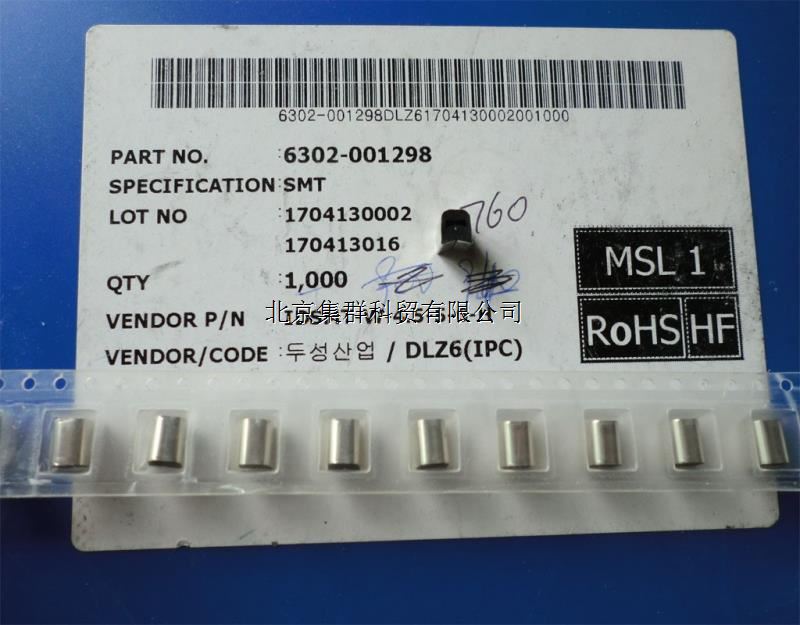 6302-001298DLZ61704130002001000
PART NO. :6302-001298
SPECIFICATION :SMT
LOT NO :1704130002
170413016
760
QTY :1,000
MSL 1
北京集群科贸有限公司
VENDOR P/N
RoHS HF
VENDOR/CODE :두성산업 / DLZ6(IPC)